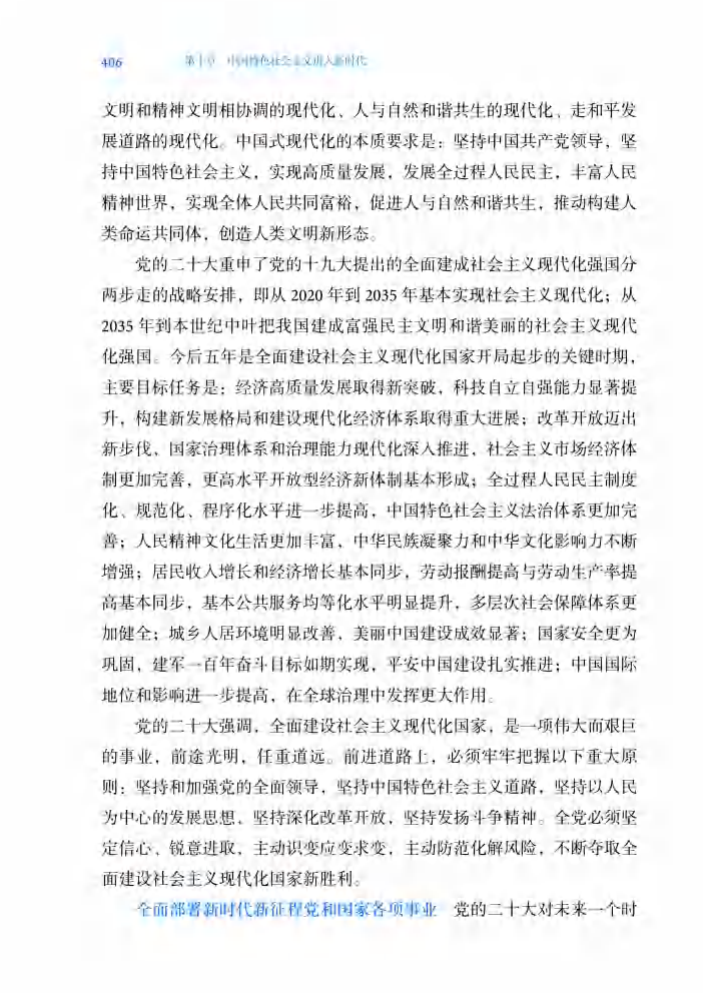 406 第十章 中国特色社会主义进入新时代
文明和精神文明相协调的现代化、人与自然和谐共生的现代化、走和平发
展道路的现代化。中国式现代化的本质要求是：坚持中国共产党领导，坚
持中国特色社会主义，实现高质量发展，发展全过程人民民主，丰富人民
精神世界，实现全体人民共同富裕，促进人与自然和谐共生，推动构建人
类命运共同体，创造人类文明新形态。
党的二十大重申了党的十九大提出的全面建成社会主义现代化强国分
两步走的战略安排，即从 2020 年到 2035 年基本实现社会主义现代化；从
2035 年到本世纪中叶把我国建成富强民主文明和谐美丽的社会主义现代
化强国。今后五年是全面建设社会主义现代化国家开局起步的关键时期，
主要目标任务是：经济高质量发展取得新突破，科技自立自强能力显著提
升，构建新发展格局和建设现代化经济体系取得重大进展；改革开放迈出
新步伐，国家治理体系和治理能力现代化深入推进，社会主义市场经济体
制更加完善，更高水平开放型经济新体制基本形成；全过程人民民主制度
化、规范化、程序化水平进一步提高，中国特色社会主义法治体系更加完
善；人民精神文化生活更加丰富，中华民族凝聚力和中华文化影响力不断
增强；居民收入增长和经济增长基本同步，劳动报酬提高与劳动生产率提
高基本同步，基本公共服务均等化水平明显提升，多层次社会保障体系更
加健全；城乡人居环境明显改善，美丽中国建设成效显著；国家安全更为
巩固，建军一百年奋斗目标如期实现，平安中国建设扎实推进；中国国际
地位和影响进一步提高，在全球治理中发挥更大作用。
党的二十大强调，全面建设社会主义现代化国家，是一项伟大而艰巨
的事业，前途光明，任重道远。前进道路上，必须牢牢把握以下重大原
则：坚持和加强党的全面领导，坚持中国特色社会主义道路，坚持以人民
为中心的发展思想，坚持深化改革开放，坚持发扬斗争精神。全党必须坚
定信心、锐意进取，主动识变应变求变，主动防范化解风险，不断夺取全
面建设社会主义现代化国家新胜利。
全面部署新时代新征程党和国家各项事业 党的二十大对未来一个时